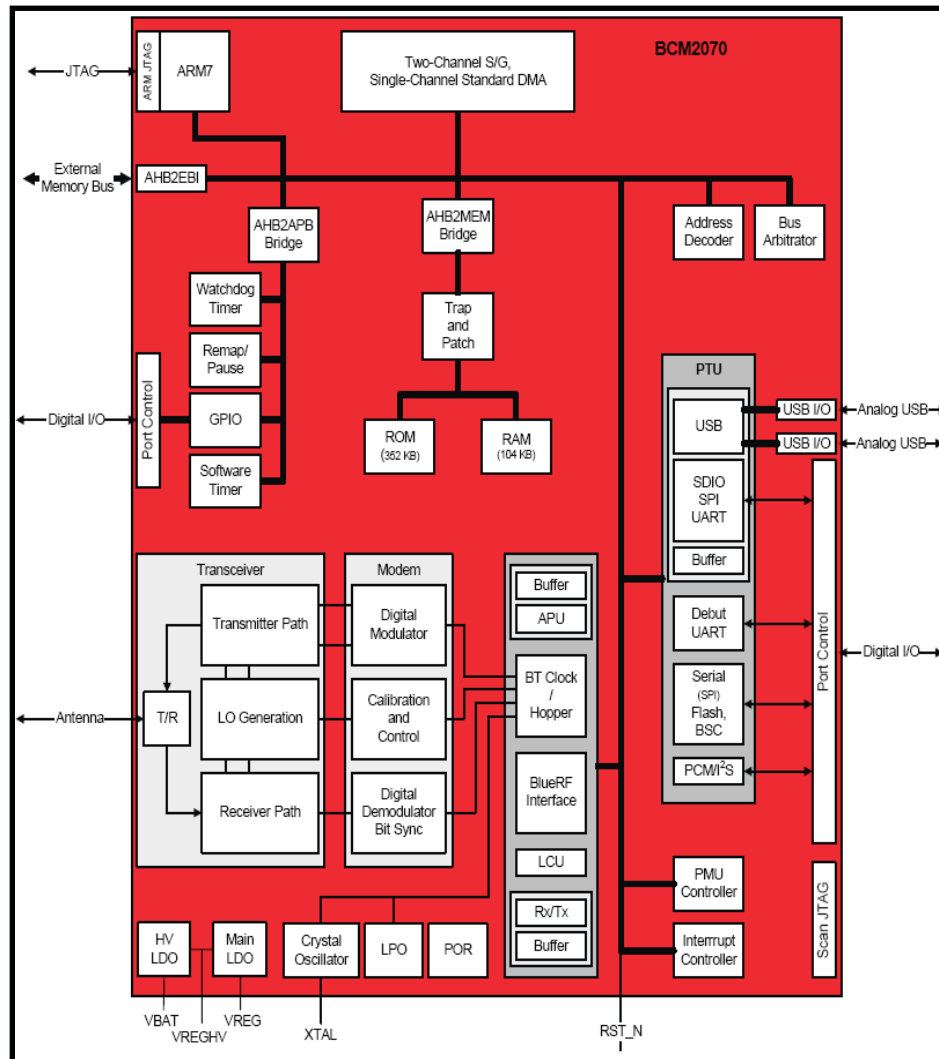 BCM2070
JTAG
ARM JTAG
ARM7
Two-Channel S/G,
Single-Channel Standard DMA
External
Memory Bus
AHB2EBI
AHB2APB
Bridge
AHB2MEM
Bridge
Address
Decoder
Bus
Arbitrator
Watchdog
Timer
Remap/
Pause
GPIO
Software
Timer
Digital I/O
Port Control
Trap
and
Patch
ROM
(352 KB)
RAM
(104 KB)
PTU
USB
SDIO
SPI
UART
Buffer
Debut
UART
Serial
(SPI)
Flash,
BSC
PCM/I²S
USB I/O
Analog USB
USB I/O
Analog USB
Port Control
Digital I/O
Scan JTAG
Transceiver
Transmitter Path
LO Generation
Receiver Path
T/R
Antenna
Modem
Digital
Modulator
Calibration
and
Control
Digital
Demodulator
Bit Sync
Buffer
APU
BT Clock
/
Hopper
BlueRF
Interface
LCU
Rx/Tx
Buffer
PMU
Controller
Interrupt
Controller
HV
LDO
Main
LDO
Crystal
Oscillator
LPO
POR
VBAT
VREGHV
VREG
XTAL
RST_N